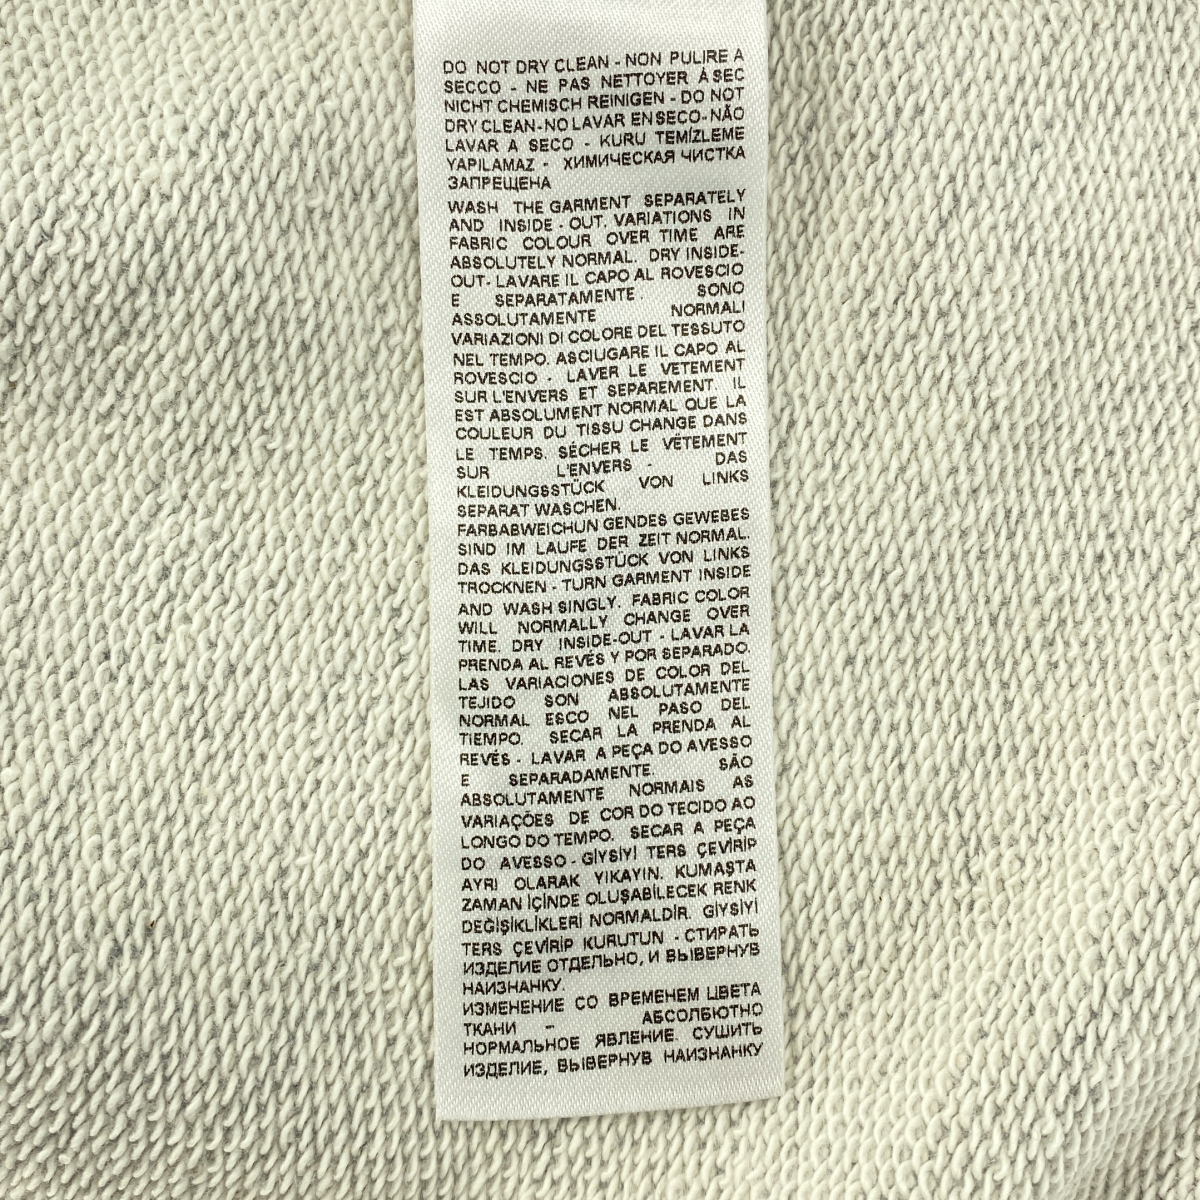 DO NOT DRY CLEAN - NON PULIRE A
SECCO - NE PAS NETTOYER À SEC
NICHT CHEMISCH REINIGEN - DO NOT
DRY CLEAN-NO LAVAR EN SECO-NÃO
LAVAR A SECO - KURU TEMİZLEME
YAPILAMAZ - ХИМИЧЕСКАЯ ЧИСТКА
ЗАПРЕЩЕНА
WASH THE GARMENT SEPARATELY
AND INSIDE - OUT. VARIATIONS IN
FABRIC COLOUR OVER TIME ARE
ABSOLUTELY NORMAL. DRY INSIDE-
OUT- LAVARE IL CAPO AL ROVESCIO
E SEPARATAMENTE. SONO
ASSOLUTAMENTE NORMALI
VARIAZIONI DI COLORE DEL TESSUTO
NEL TEMPO. ASCIUGARE IL CAPO AL
ROVESCIO - LAVER LE VETEMENT
SUR L'ENVERS ET SEPAREMENT. IL
EST ABSOLUMENT NORMAL QUE LA
COULEUR DU TISSU CHANGE DANS
LE TEMPS. SÉCHER LE VÊTEMENT
SUR L'ENVERS - DAS
KLEIDUNGSSTÜCK VON LINKS
SEPARAT WASCHEN.
FARBABWEICHUN GENDES GEWEBES
SIND IM LAUFE DER ZEIT NORMAL.
DAS KLEIDUNGSSTÜCK VON LINKS
TROCKNEN - TURN GARMENT INSIDE
AND WASH SINGLY. FABRIC COLOR
WILL NORMALLY CHANGE OVER
TIME. DRY INSIDE-OUT - LAVAR LA
PRENDA AL REVÉS Y POR SEPARADO.
LAS VARIACIONES DE COLOR DEL
TEJIDO SON ABSOLUTAMENTE
NORMAL ESCO NEL PASO DEL
TIEMPO. SECAR LA PRENDA AL
REVÉS - LAVAR A PEÇA DO AVESSO
E SEPARADAMENTE. SÃO
ABSOLUTAMENTE NORMAIS AS
VARIAÇÕES DE COR DO TECIDO AO
LONGO DO TEMPO. SECAR A PEÇA
DO AVESSO - GİYSİYİ TERS ÇEVİRİP
AYRI OLARAK YIKAYIN. KUMAŞTA
ZAMAN İÇİNDE OLUŞABİLECEK RENK
DEĞİŞİKLİKLERİ NORMALDİR. GİYSİYİ
TERS ÇEVİRİP KURUTUN - СТИРАТЬ
ИЗДЕЛИЕ ОТДЕЛЬНО, И ВЫВЕРНУВ
НАИЗНАНКУ.
ИЗМЕНЕНИЕ СО ВРЕМЕНЕМ ЦВЕТА
ТКАНИ – АБСОЛЮТНО
НОРМАЛЬНОЕ ЯВЛЕНИЕ. СУШИТЬ
ИЗДЕЛИЕ, ВЫВЕРНУВ НАИЗНАНКУ